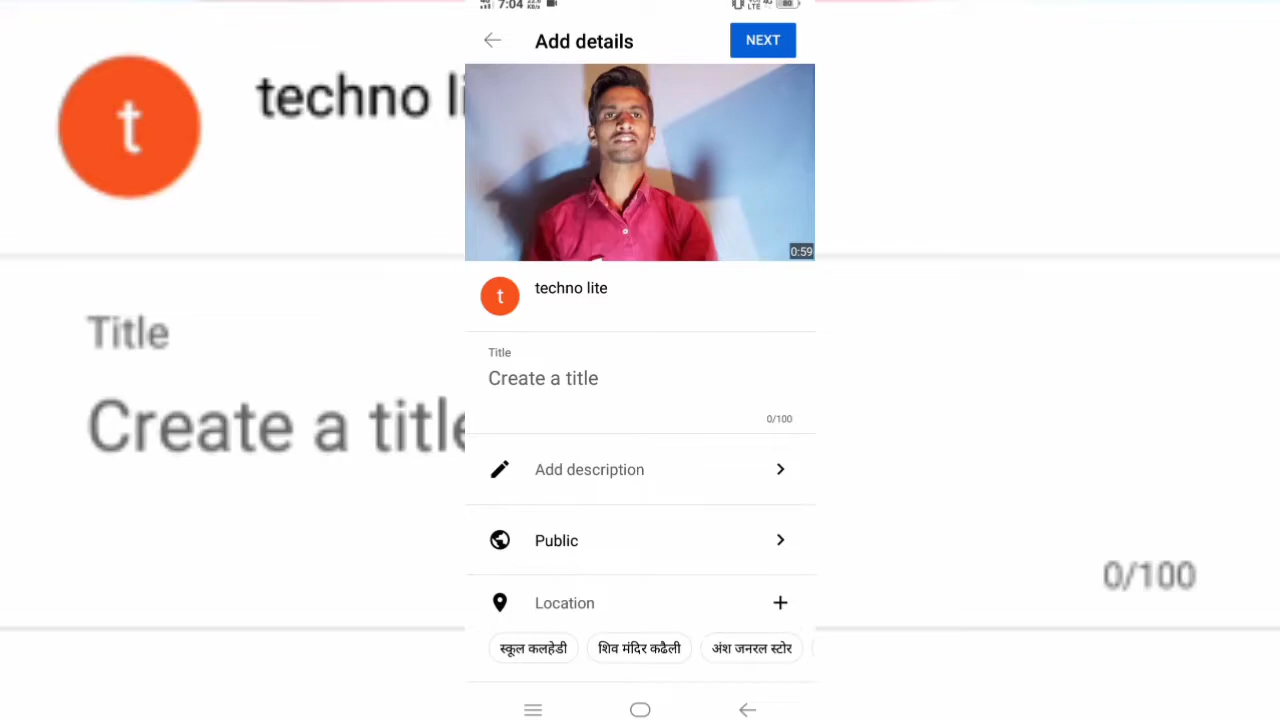 7:04
Add details
NEXT
0:59
t
techno lite
Title
Create a title
0/100
Add description
Public
Location
स्कूल कलहेडी
शिव मंदिर कढैली
अंश जनरल स्टोर
t
techno li
Title
Create a title
0/100